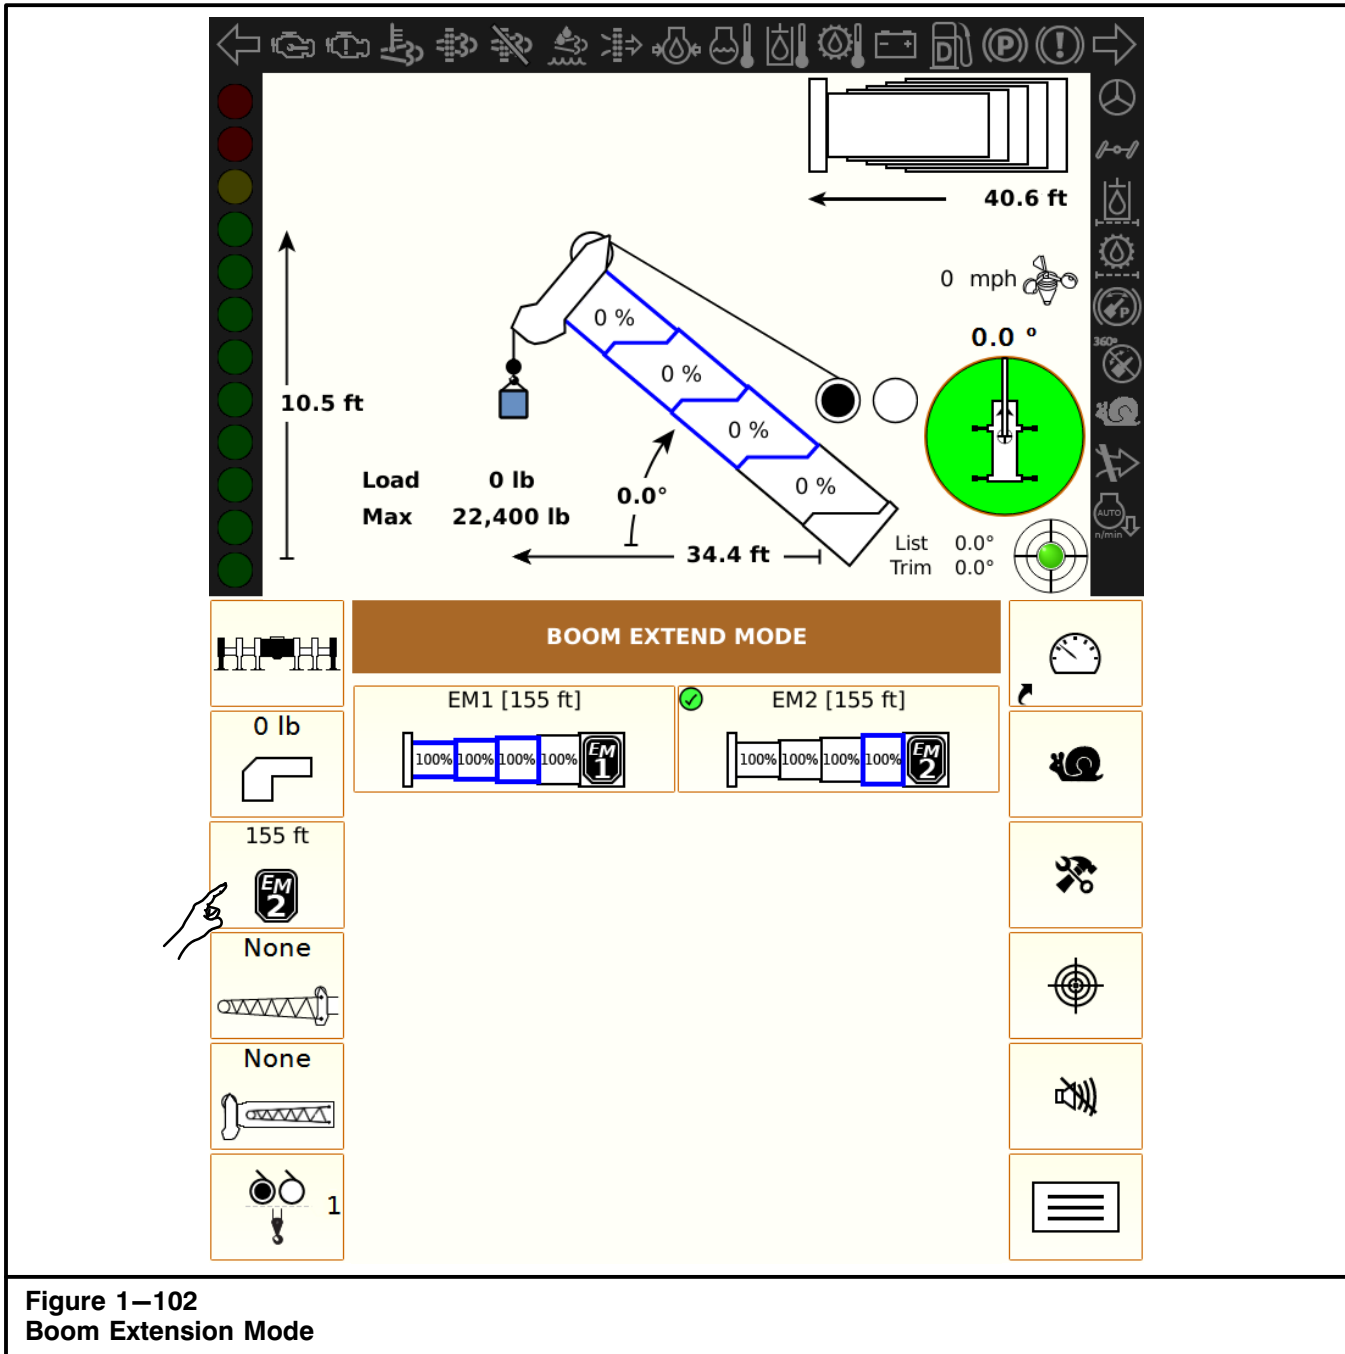 D
P
40.6 ft
0 mph
P
0 %
0.0 °
360°
0 %
10.5 ft
0 %
Load 0 lb
0.0°
0 %
Max 22,400 lb
AUTO
n/min
34.4 ft
List 0.0°
Trim 0.0°
BOOM EXTEND MODE
EM1 [155 ft]
EM2 [155 ft]
0 lb
100% 100% 100% 100% EM 1
100% 100% 100% 100% EM 2
155 ft
EM
2
None
None
1
Figure 1—102
Boom Extension Mode